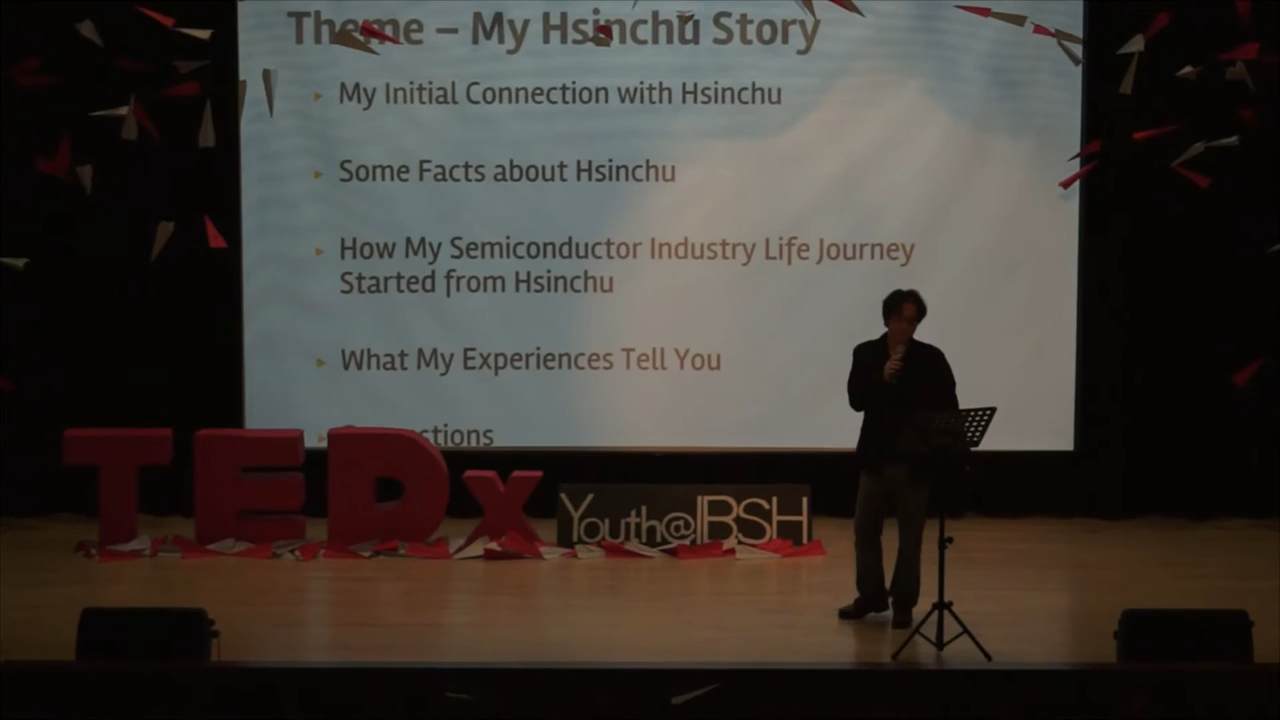 Theme – My Hsinchu Story
My Initial Connection with Hsinchu
Some Facts about Hsinchu
How My Semiconductor Industry Life Journey
Started from Hsinchu
What My Experiences Tell You
TEDx
Youth@IBSH